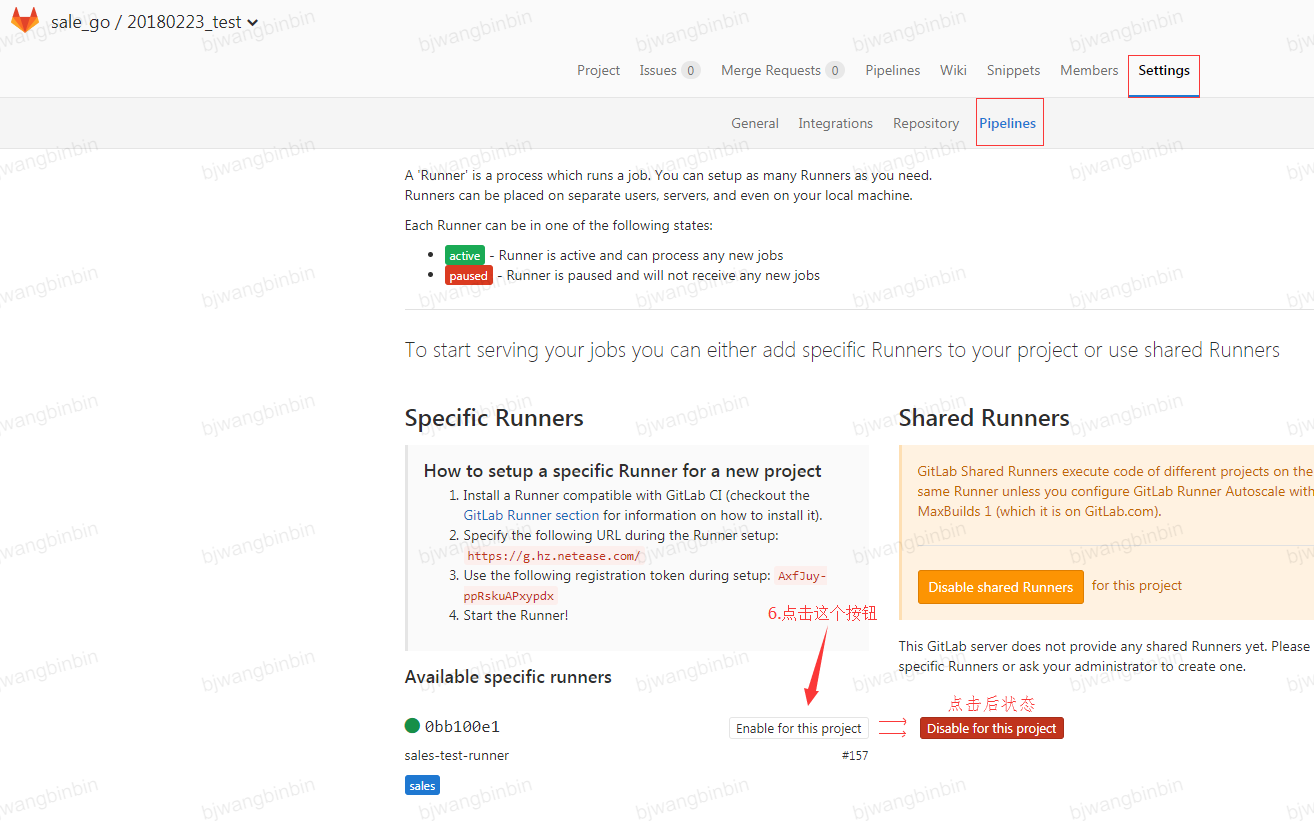 sale_go / 20180223_test
Project Issues 0 Merge Requests 0 Pipelines Wiki Snippets Members Settings
General Integrations Repository Pipelines
A 'Runner' is a process which runs a job. You can setup as many Runners as you need.
Runners can be placed on separate users, servers, and even on your local machine.
Each Runner can be in one of the following states:
active - Runner is active and can process any new jobs
paused - Runner is paused and will not receive any new jobs
To start serving your jobs you can either add specific Runners to your project or use shared Runners
Specific Runners
How to setup a specific Runner for a new project
1. Install a Runner compatible with GitLab CI (checkout the
GitLab Runner section for information on how to install it).
2. Specify the following URL during the Runner setup:
https://g.hz.netease.com/
3. Use the following registration token during setup: AxfJuy-
ppRskuAPxypdx
4. Start the Runner!
6.点击这个按钮
Available specific runners
0bb100e1
Enable for this project
sales-test-runner
#157
sales
Shared Runners
GitLab Shared Runners execute code of different projects on the
same Runner unless you configure GitLab Runner Autoscale with
MaxBuilds 1 (which it is on GitLab.com).
Disable shared Runners for this project
This GitLab server does not provide any shared Runners yet. Please
specific Runners or ask your administrator to create one.
点击后状态
Disable for this project
bjwangbinbin